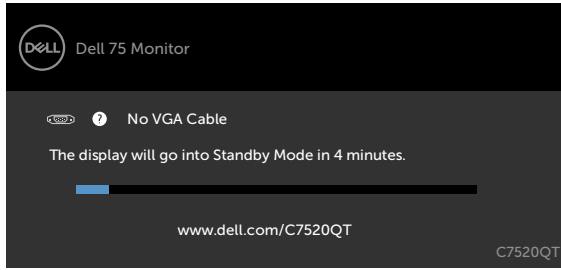 DELL
Dell 75 Monitor
? No VGA Cable
The display will go into Standby Mode in 4 minutes.
www.dell.com/C7520QT
C7520QT